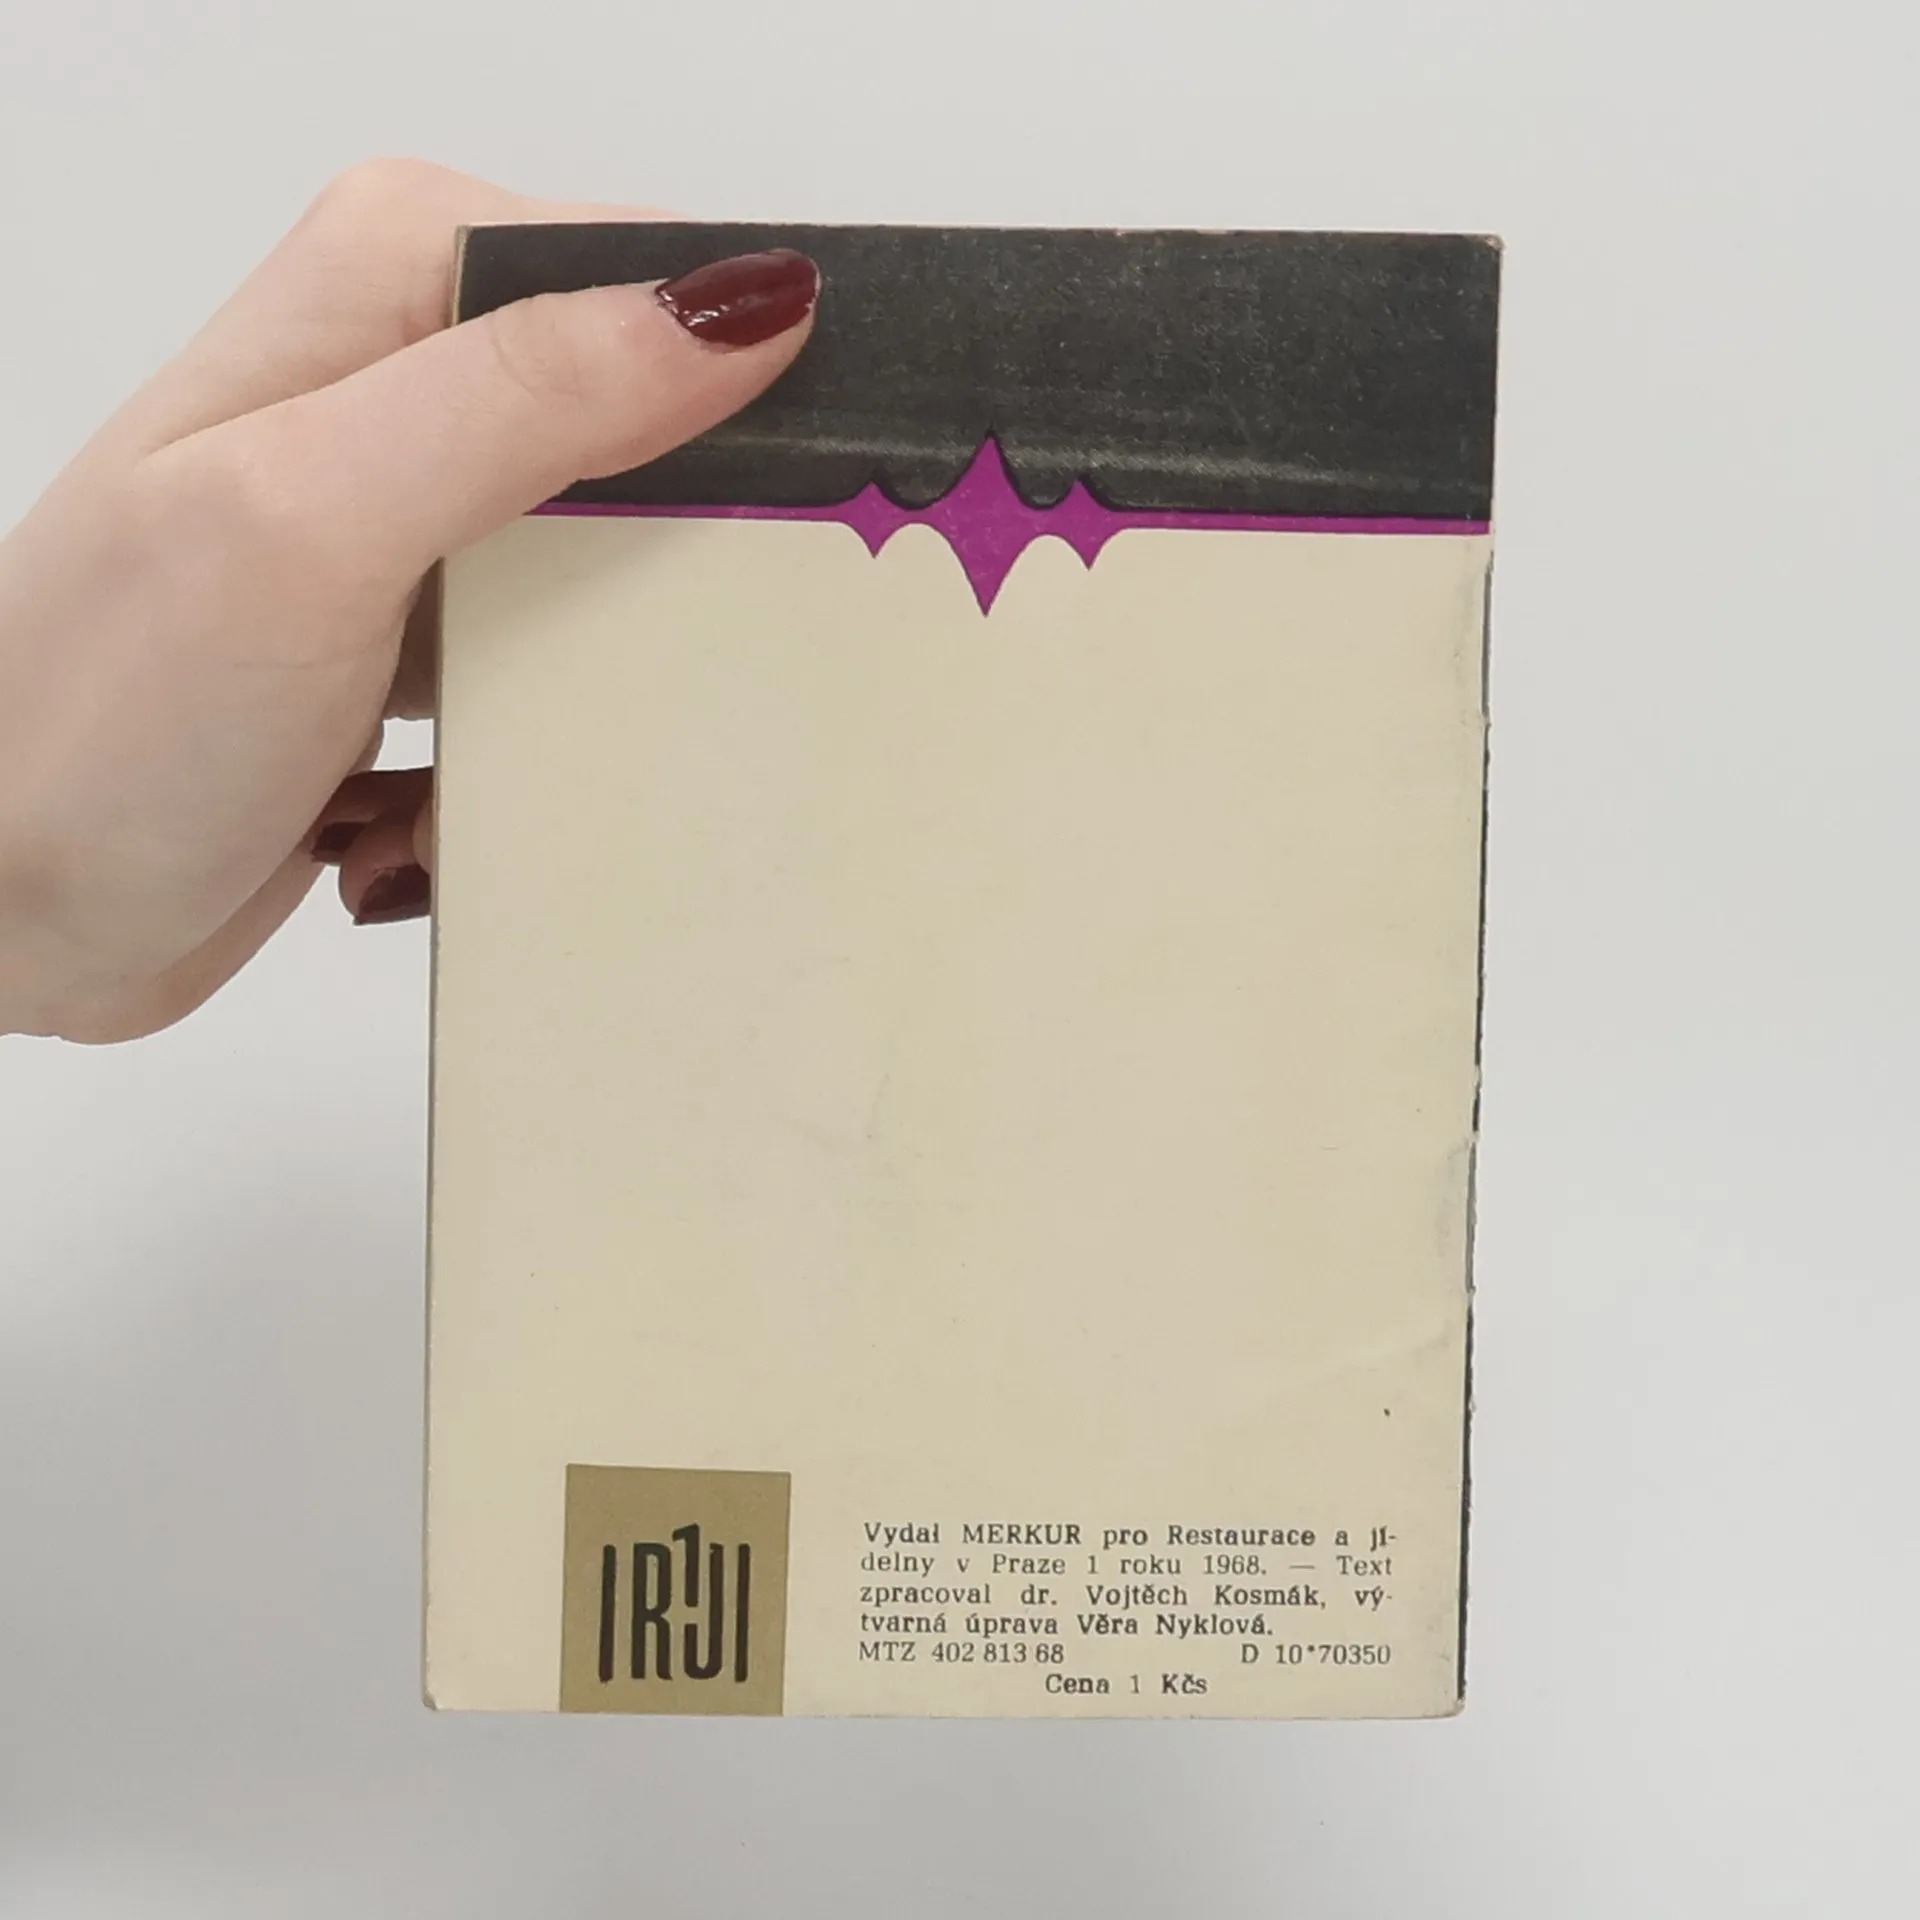 IRJI
1
Vydal MERKUR pro Restaurace a jí-
delny v Praze 1 roku 1968. — Text
zpracoval dr. Vojtěch Kosmák, vý-
tvarná úprava Věra Nyklová.
MTZ 402 813 68 D 10*70350
Cena 1 Kčs